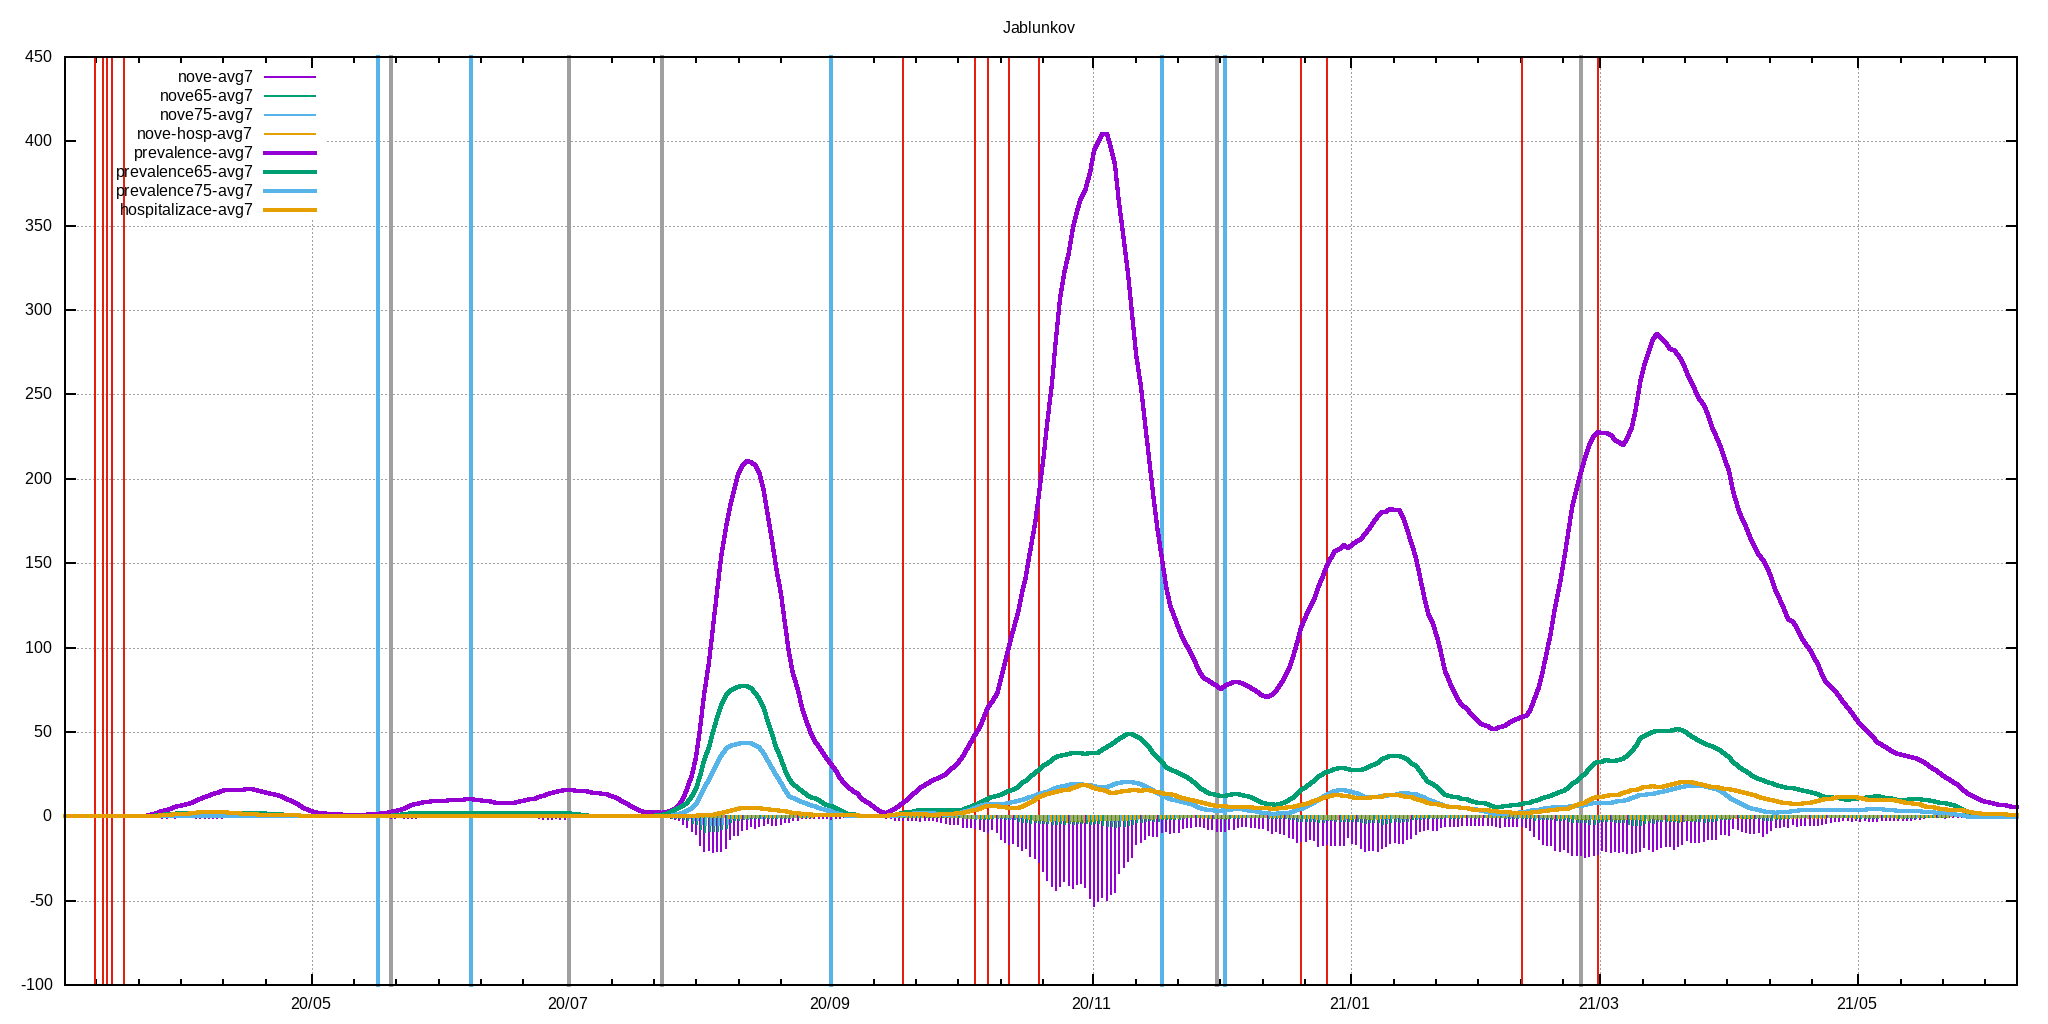 Jablunkov
450
400
350
300
250
200
150
100
50
0
-50
-100
nove-avg7
nove65-avg7
nove75-avg7
nove-hosp-avg7
prevalence-avg7
prevalence65-avg7
prevalence75-avg7
hospitalizace-avg7
20/05 20/07 20/09 20/11 21/01 21/03 21/05